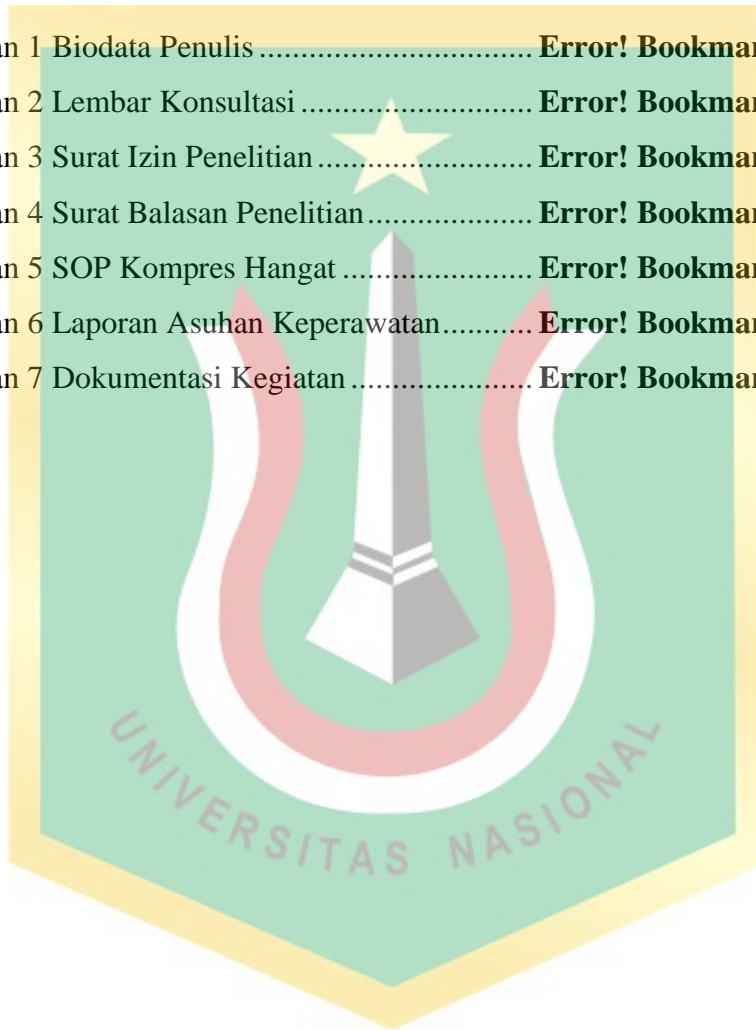 an 1 Biodata Penulis ................................. Error! Bookmar
an 2 Lembar Konsultasi ............................ Error! Bookmar
an 3 Surat Izin Penelitian .......................... Error! Bookmar
an 4 Surat Balasan Penelitian .................... Error! Bookmar
an 5 SOP Kompres Hangat ....................... Error! Bookmar
an 6 Laporan Asuhan Keperawatan ........... Error! Bookmar
an 7 Dokumentasi Kegiatan ...................... Error! Bookmar
UNIVERSITAS NASIONAL